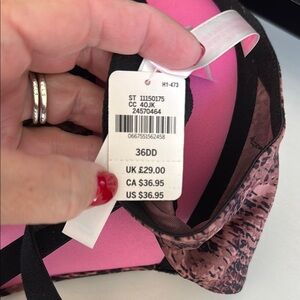 H1-473
ST 11150175
CC 40JK
24570464
0667551562458
36DD
UK £29.00
CA $36.95
US $36.95